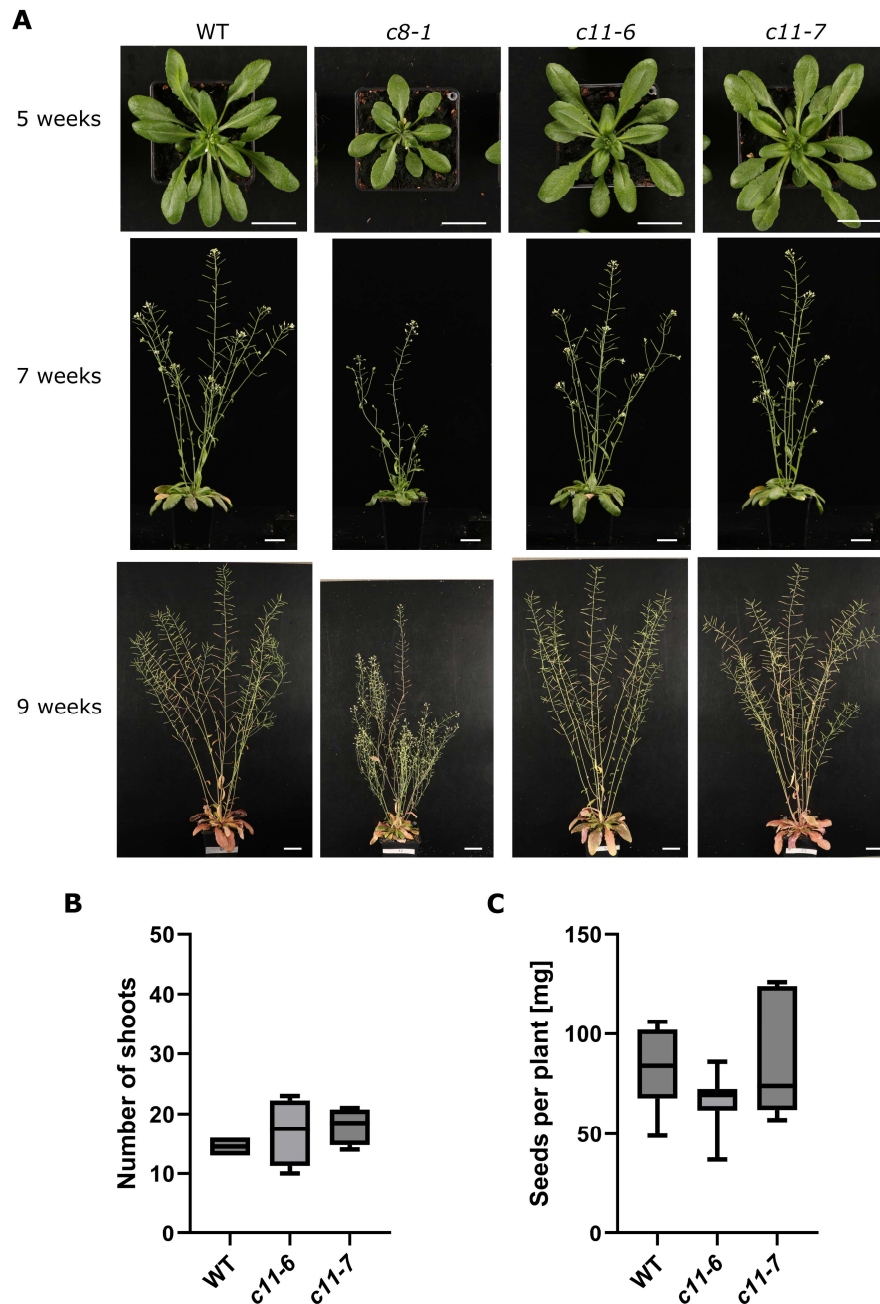 A
WT
c8-1
c11-6
c11-7
5 weeks
7 weeks
9 weeks
B
C
Number of shoots
50
40
30
20
10
0
WT
c11-6
c11-7
Seeds per plant [mg]
150
100
50
0
WT
c11-6
c11-7